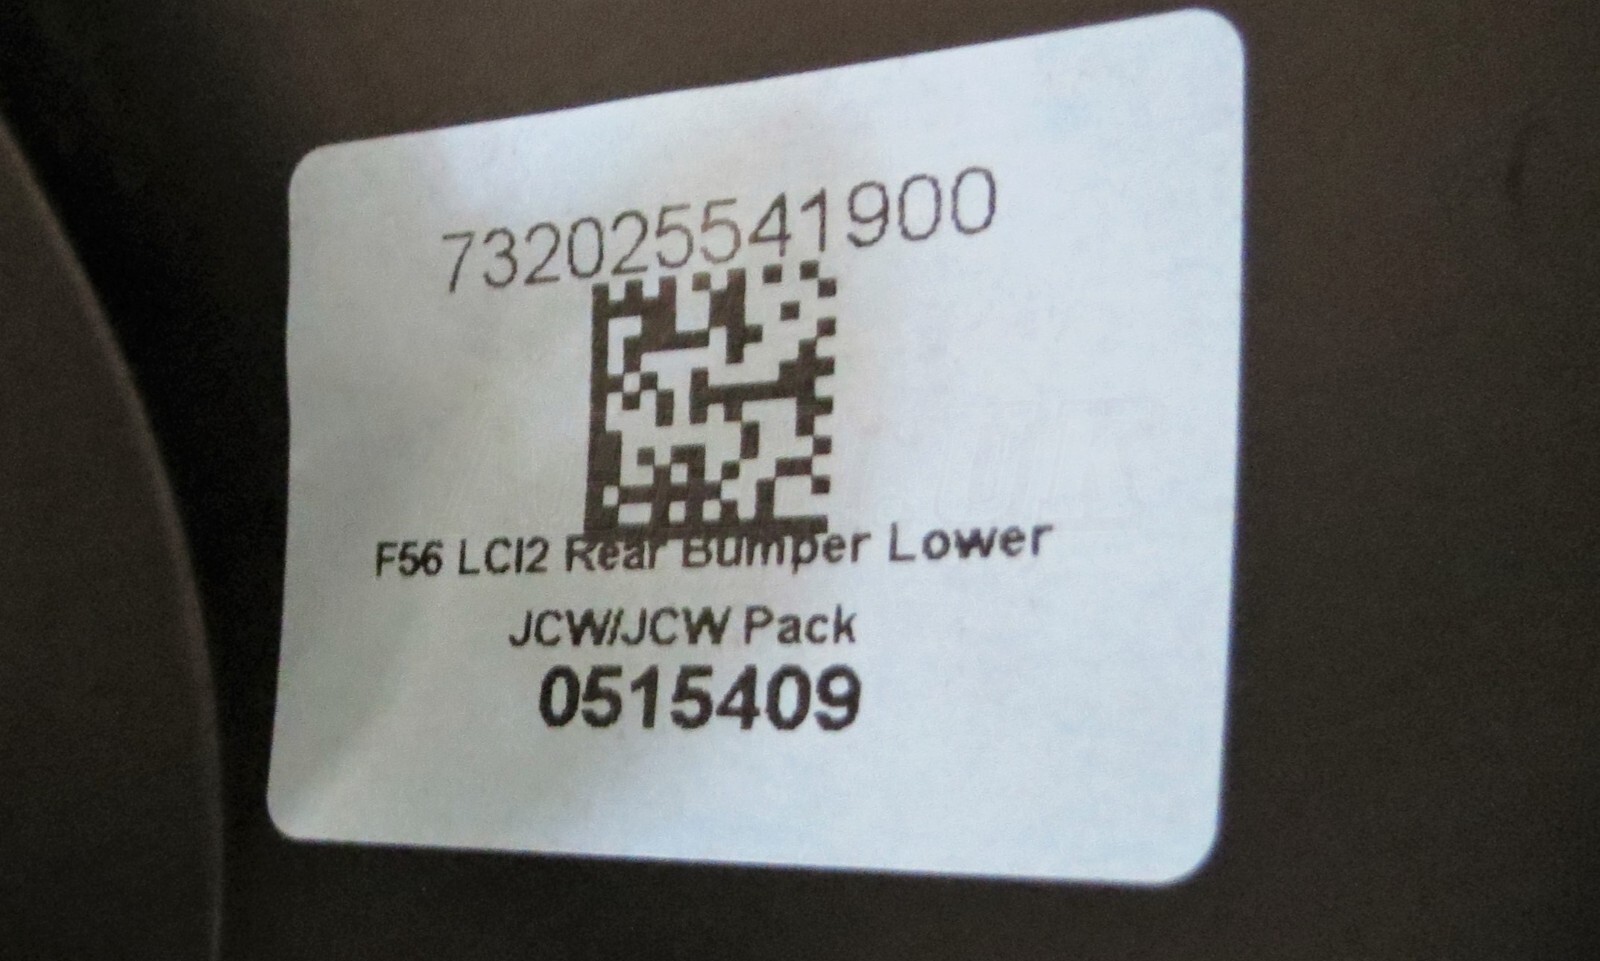 732025541900
F56 LCI2 Rear Bumper Lower
JCW/JCW Pack
0515409